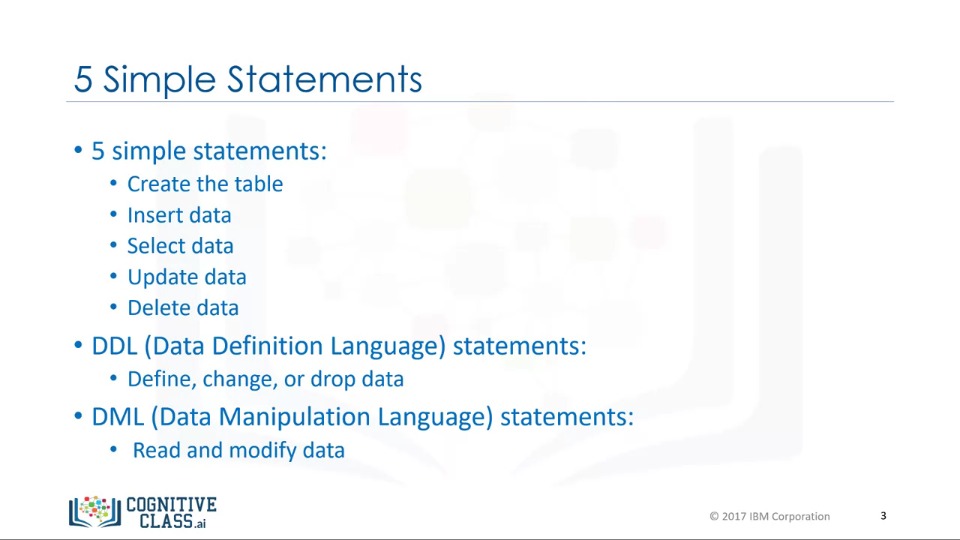 5 Simple Statements
• 5 simple statements:
• Create the table
• Insert data
• Select data
• Update data
• Delete data
• DDL (Data Definition Language) statements:
• Define, change, or drop data
• DML (Data Manipulation Language) statements:
• Read and modify data
COGNITIVE
CLASS.ai
© 2017 IBM Corporation
3